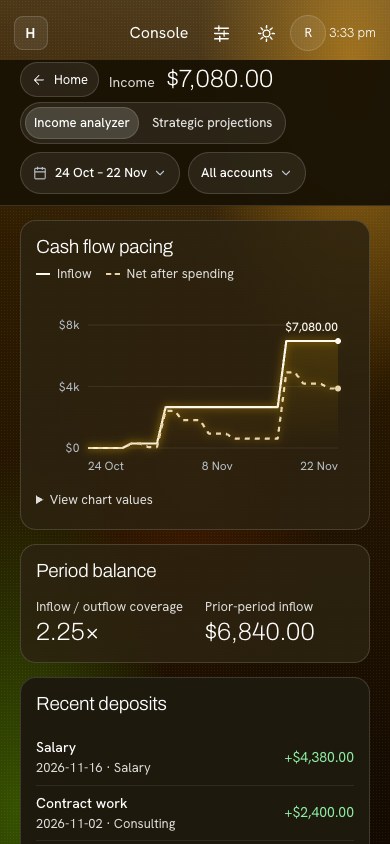 H
Console
R
3:33 pm
Home
Income $7,080.00
Income analyzer
Strategic projections
24 Oct – 22 Nov
All accounts
Cash flow pacing
Inflow
Net after spending
$7,080.00
$8k
$4k
$0
24 Oct
8 Nov
22 Nov
View chart values
Period balance
Inflow / outflow coverage
Prior-period inflow
2.25×
$6,840.00
Recent deposits
Salary
2026-11-16 · Salary
+$4,380.00
Contract work
2026-11-02 · Consulting
+$2,400.00